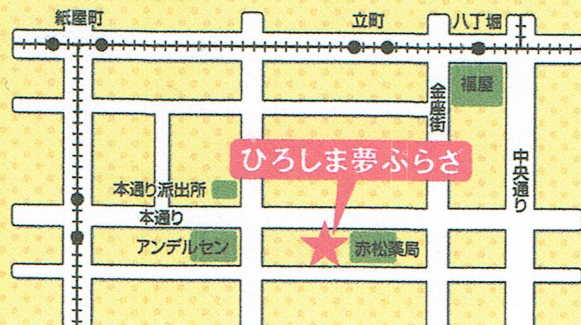 紙屋町
立町
八丁堀
金座街
福屋
ひろしま夢ぷらざ
中央通り
本通り派出所
本通り
アンデルセン
赤松薬局